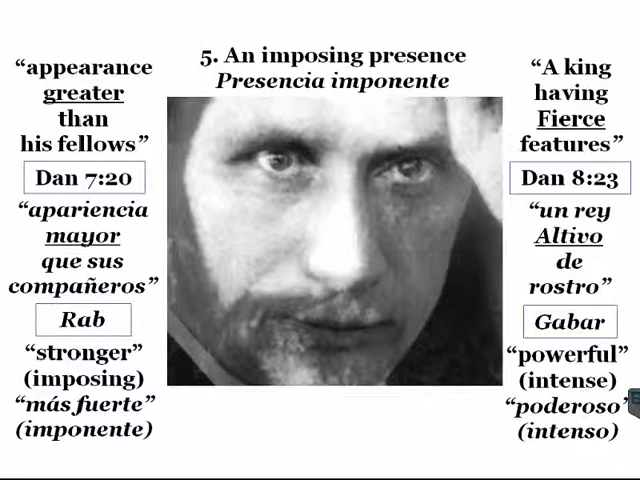 5. An imposing presence
Presencia imponente
“appearance
greater
than
his fellows”
Dan 7:20
“apariencia
mayor
que sus
compañeros”
Rab
“stronger”
(imposing)
“más fuerte”
(imponente)
“A king
having
Fierce
features”
Dan 8:23
“un rey
Altivo
de
rostro”
Gabar
“powerful”
(intense)
“poderoso”
(intenso)